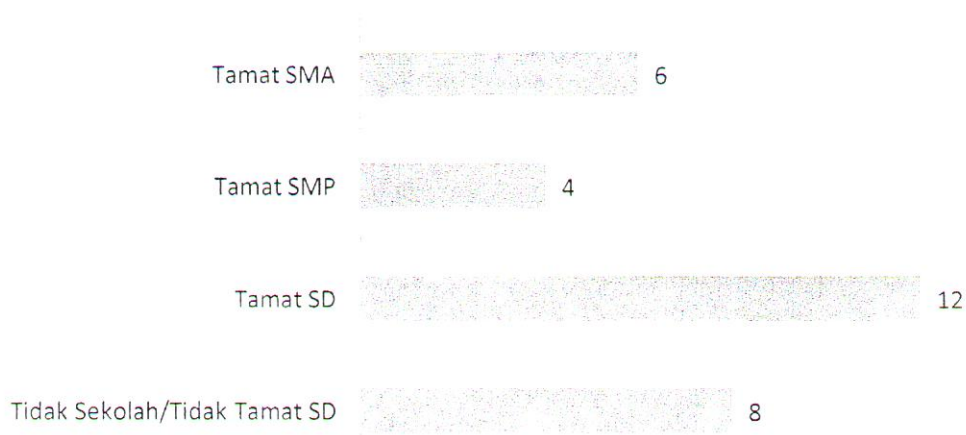 Tamat SMA 6
Tamat SMP 4
Tamat SD 12
Tidak Sekolah/Tidak Tamat SD 8